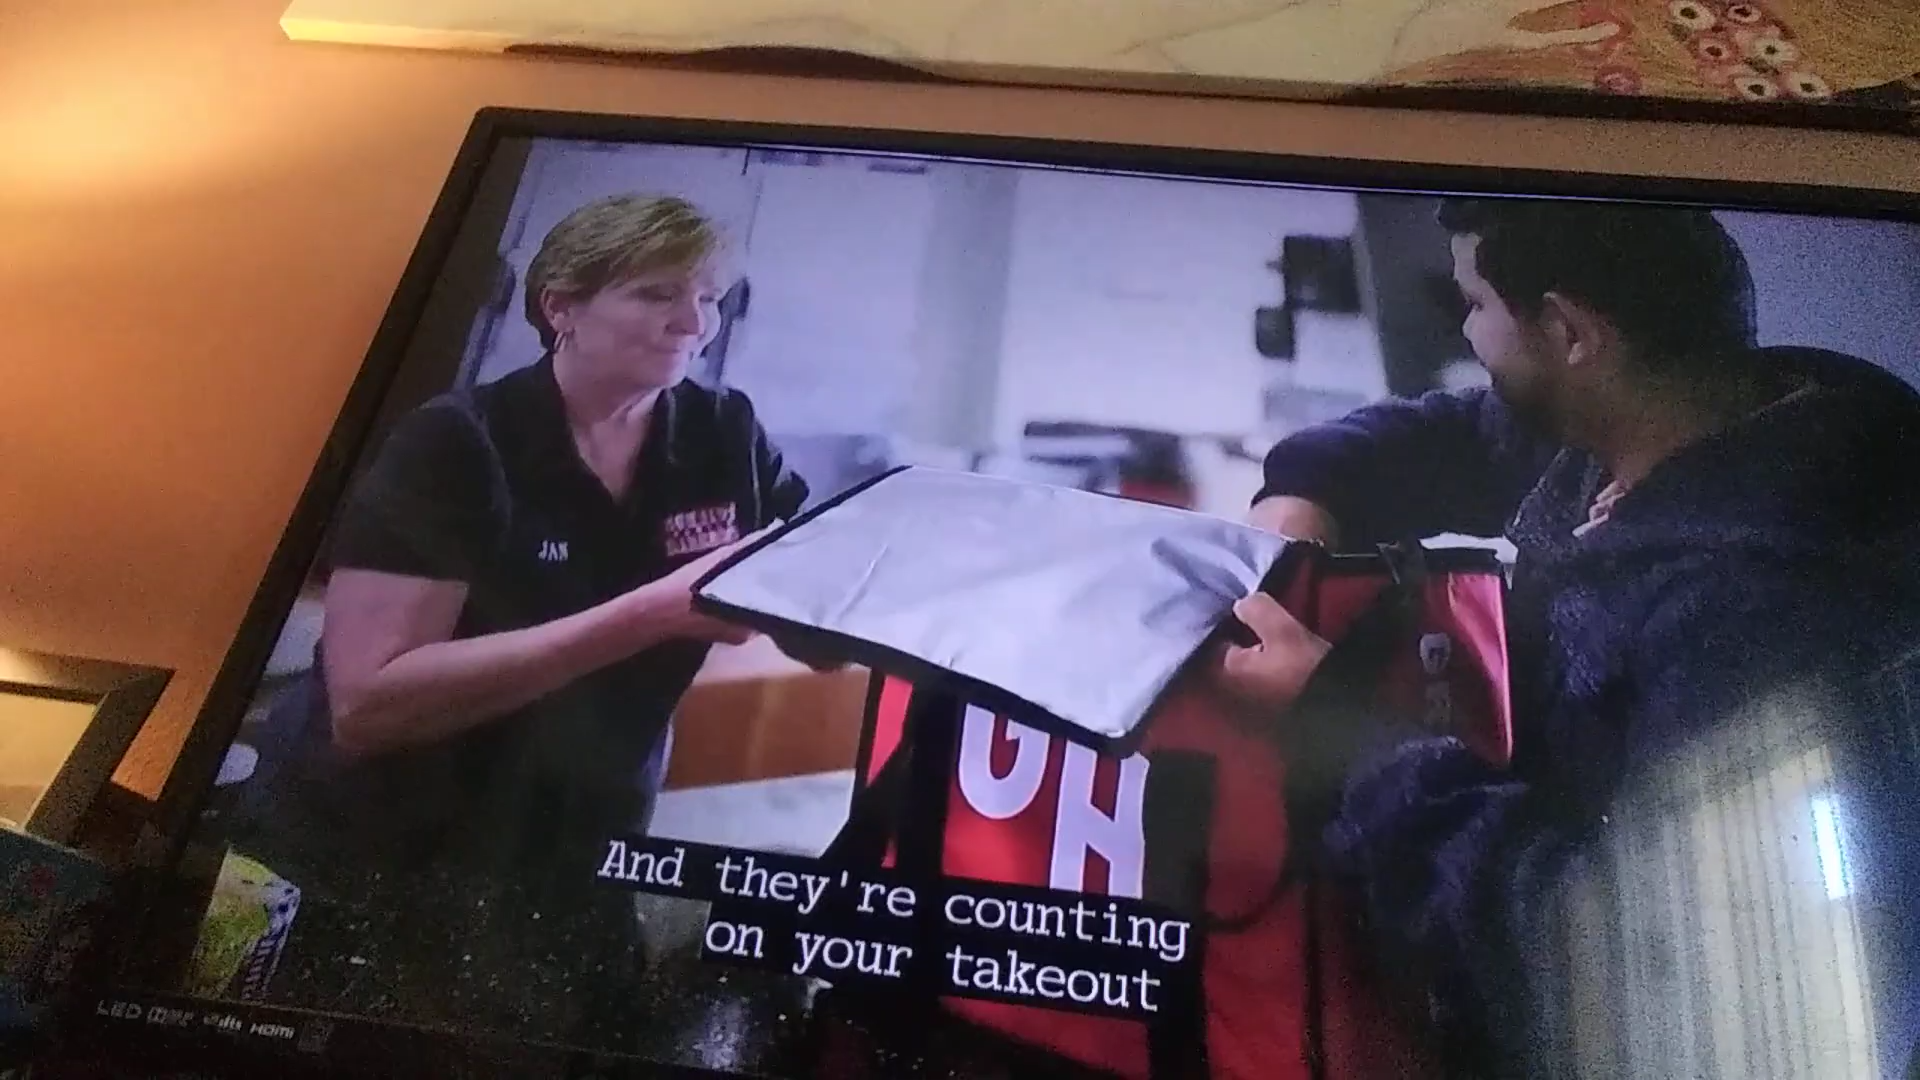 JAN
GH
And they're counting
on your takeout
LED
HDMI